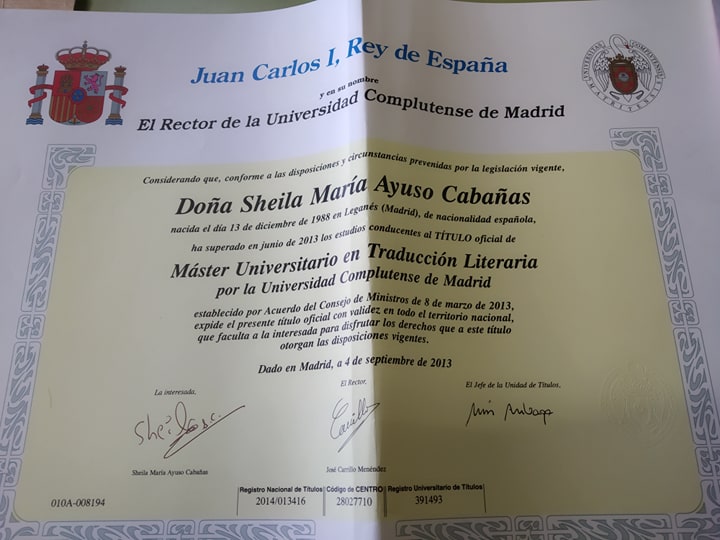 Juan Carlos I, Rey de España
y en su nombre
El Rector de la Universidad Complutense de Madrid
Considerando que, conforme a las disposiciones y circunstancias prevenidas por la legislación vigente,
Doña Sheila María Ayuso Cabañas
nacida el día 13 de diciembre de 1988 en Leganés (Madrid), de nacionalidad española,
ha superado en junio de 2013 los estudios conducentes al TÍTULO oficial de
Máster Universitario en Traducción Literaria
por la Universidad Complutense de Madrid
establecido por Acuerdo del Consejo de Ministros de 8 de marzo de 2013,
expide el presente título oficial con validez en todo el territorio nacional,
que faculta a la interesada para disfrutar los derechos que a este título
otorgan las disposiciones vigentes.
Dado en Madrid, a 4 de septiembre de 2013
La interesada,
El Rector,
El Jefe de la Unidad de Títulos,
Sheila María Ayuso Cabañas
José Carrillo Menéndez
010A-008194
Registro Nacional de Títulos
Código de CENTRO
Registro Universitario de Títulos
2014/013416
28027710
391493